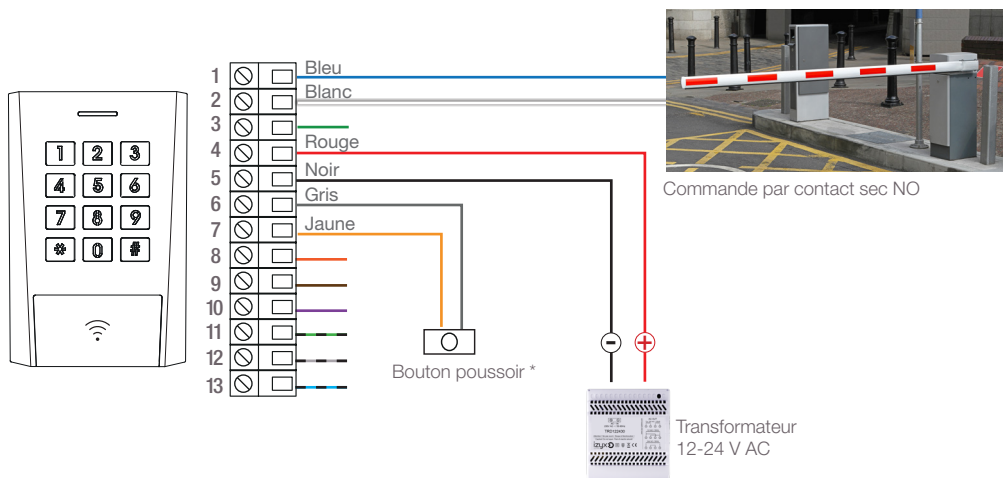 1 Bleu
2 Blanc
3
4 Rouge
5 Noir
6 Gris
7 Jaune
8
9
10
11
12
13
1 2 3
4 5 6
7 8 9
* 0 #
Commande par contact sec NO
Bouton poussoir *
-
+
Transformateur
12-24 V AC
izyx